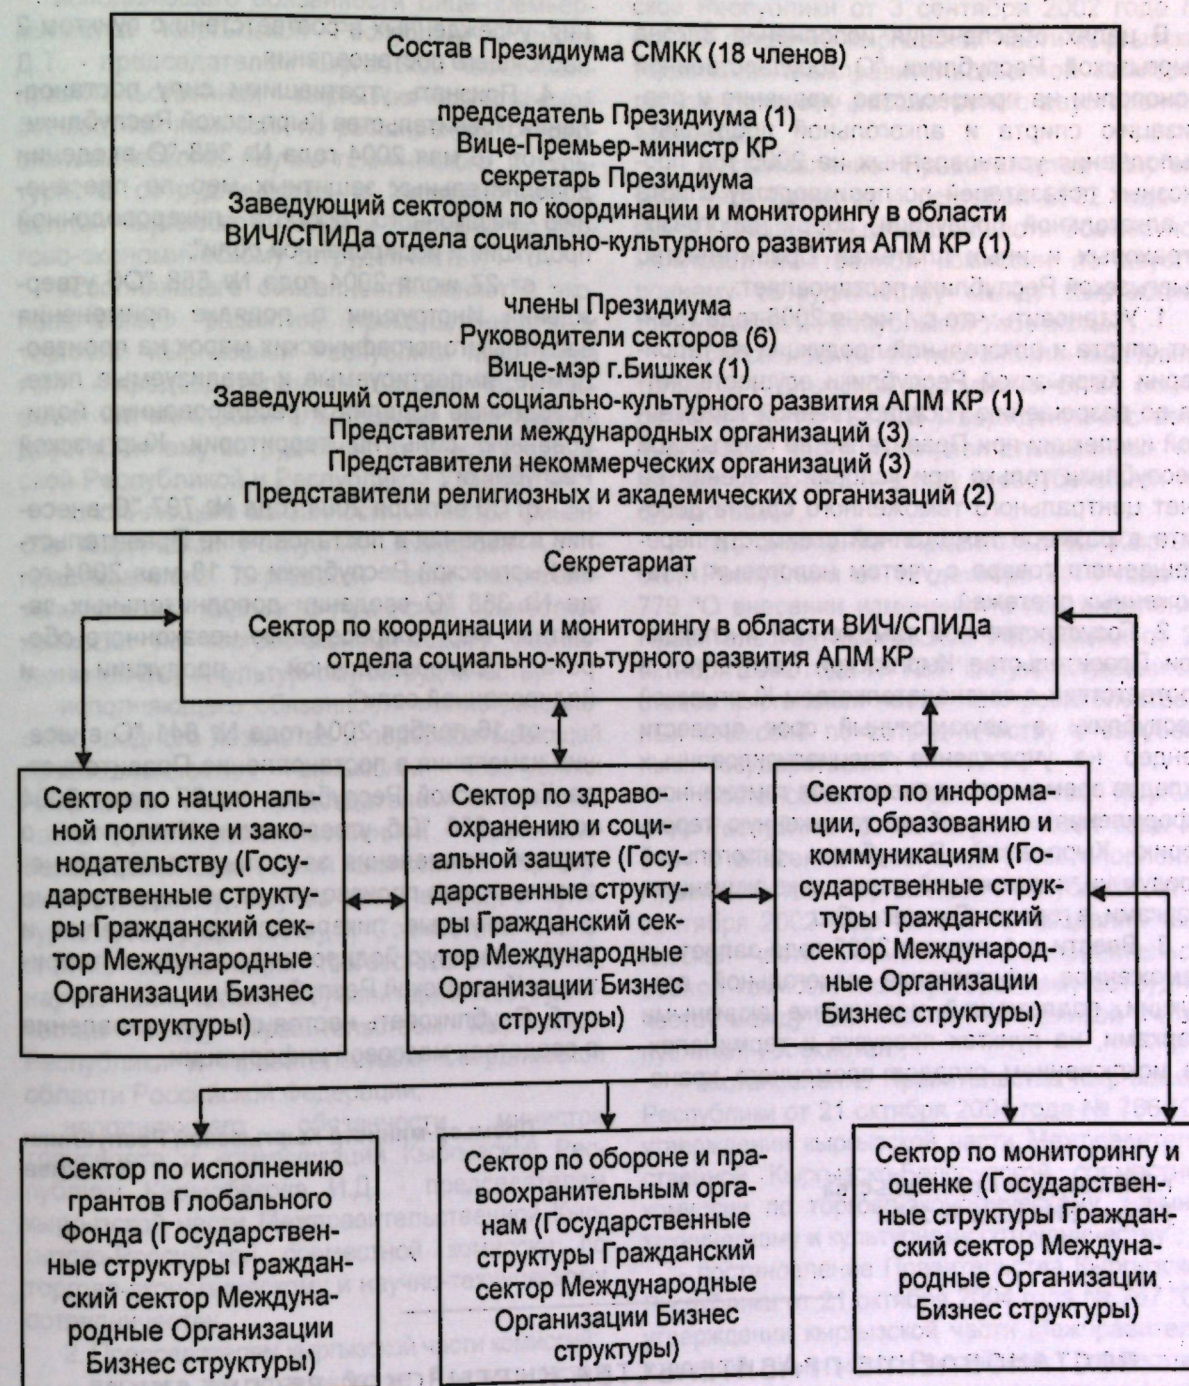 Состав Президиума СМКК (18 членов)
председатель Президиума (1)
Вице-Премьер-министр КР
секретарь Президиума
Заведующий сектором по координации и мониторингу в области
ВИЧ/СПИДа отдела социально-культурного развития АПМ КР (1)
члены Президиума
Руководители секторов (6)
Вице-мэр г.Бишкек (1)
Заведующий отделом социально-культурного развития АПМ КР (1)
Представители международных организаций (3)
Представители некоммерческих организаций (3)
Представители религиозных и академических организаций (2)
Секретариат
Сектор по координации и мониторингу в области ВИЧ/СПИДа
отдела социально-культурного развития АПМ КР
Сектор по националь-
ной политике и зако-
нодательству (Госу-
дарственные структу-
ры Гражданский сек-
тор Международные
Организации Бизнес
структуры)
Сектор по здраво-
охранению и соци-
альной защите (Госу-
дарственные структу-
ры Гражданский сек-
тор Международные
Организации Бизнес
структуры)
Сектор по информа-
ции, образованию и
коммуникациям (Го-
сударственные струк-
туры Гражданский
сектор Международ-
ные Организации
Бизнес структуры)
Сектор по исполнению
грантов Глобального
Фонда (Государствен-
ные структуры Граждан-
ский сектор Междуна-
родные Организации
Бизнес структуры)
Сектор по обороне и пра-
воохранительным орга-
нам (Государственные
структуры Гражданский
сектор Международные
Организации Бизнес
структуры)
Сектор по мониторингу и
оценке (Государствен-
ные структуры Граждан-
ский сектор Междуна-
родные Организации
Бизнес структуры)